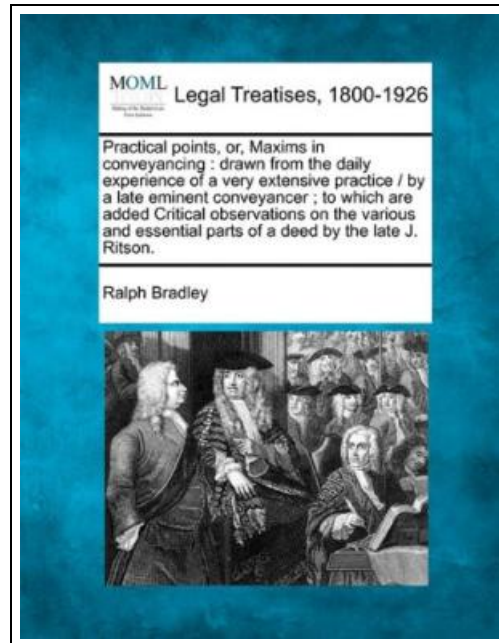 MOML
Legal Treatises, 1800-1926
Practical points, or, Maxims in
conveyancing : drawn from the daily
experience of a very extensive practice / by
a late eminent conveyancer ; to which are
added Critical observations on the various
and essential parts of a deed by the late J.
Ritson.
Ralph Bradley